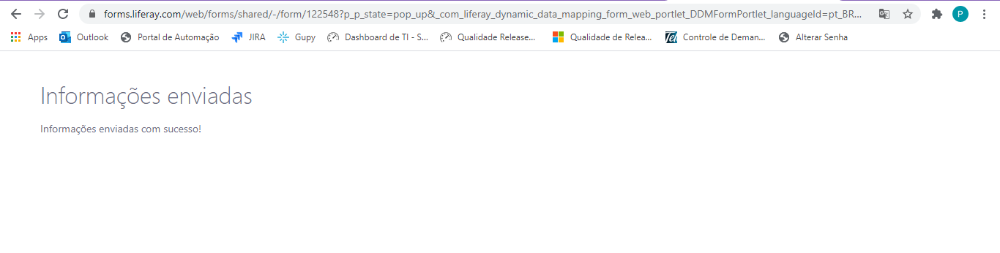 forms.liferay.com/web/forms/shared/-/form/122548?p_p_state=pop_up&_com_liferay_dynamic_data_mapping_form_web_portlet_DDMFormPortlet_languageId=pt_BR...
P
Apps Outlook Portal de Automação JIRA Gupy Dashboard de TI - S... Qualidade Release... Qualidade de Relea... Tel Controle de Deman... Alterar Senha
Informações enviadas
Informações enviadas com sucesso!